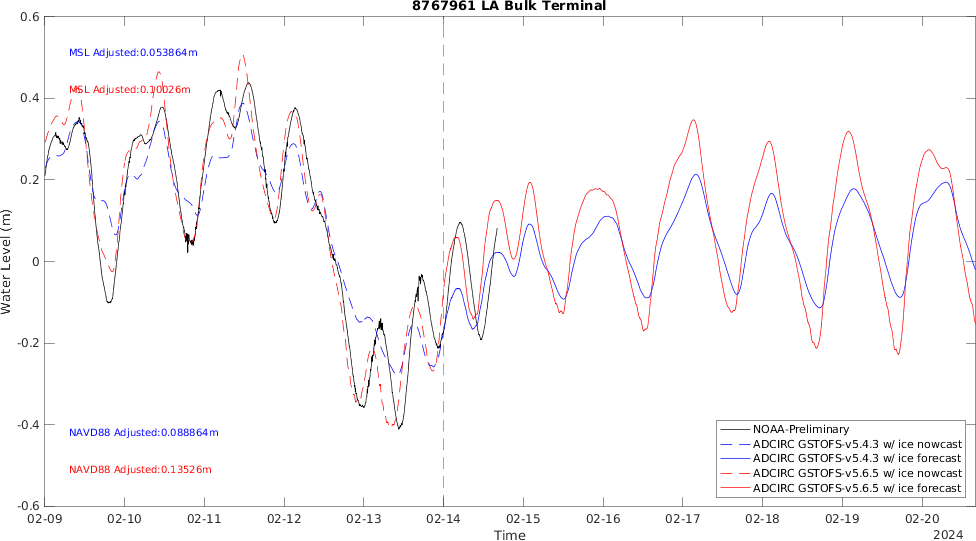 8767961 LA Bulk Terminal
0.6
0.4
0.2
0
-0.2
-0.4
-0.6
Water Level (m)
MSL Adjusted:0.053864m
MSL Adjusted:0.10026m
NAVD88 Adjusted:0.088864m
NAVD88 Adjusted:0.13526m
NOAA-Preliminary
ADCIRC GSTOFS-v5.4.3 w/ ice nowcast
ADCIRC GSTOFS-v5.4.3 w/ ice forecast
ADCIRC GSTOFS-v5.6.5 w/ ice nowcast
ADCIRC GSTOFS-v5.6.5 w/ ice forecast
02-09 02-10 02-11 02-12 02-13 02-14 02-15 02-16 02-17 02-18 02-19 02-20
Time
2024